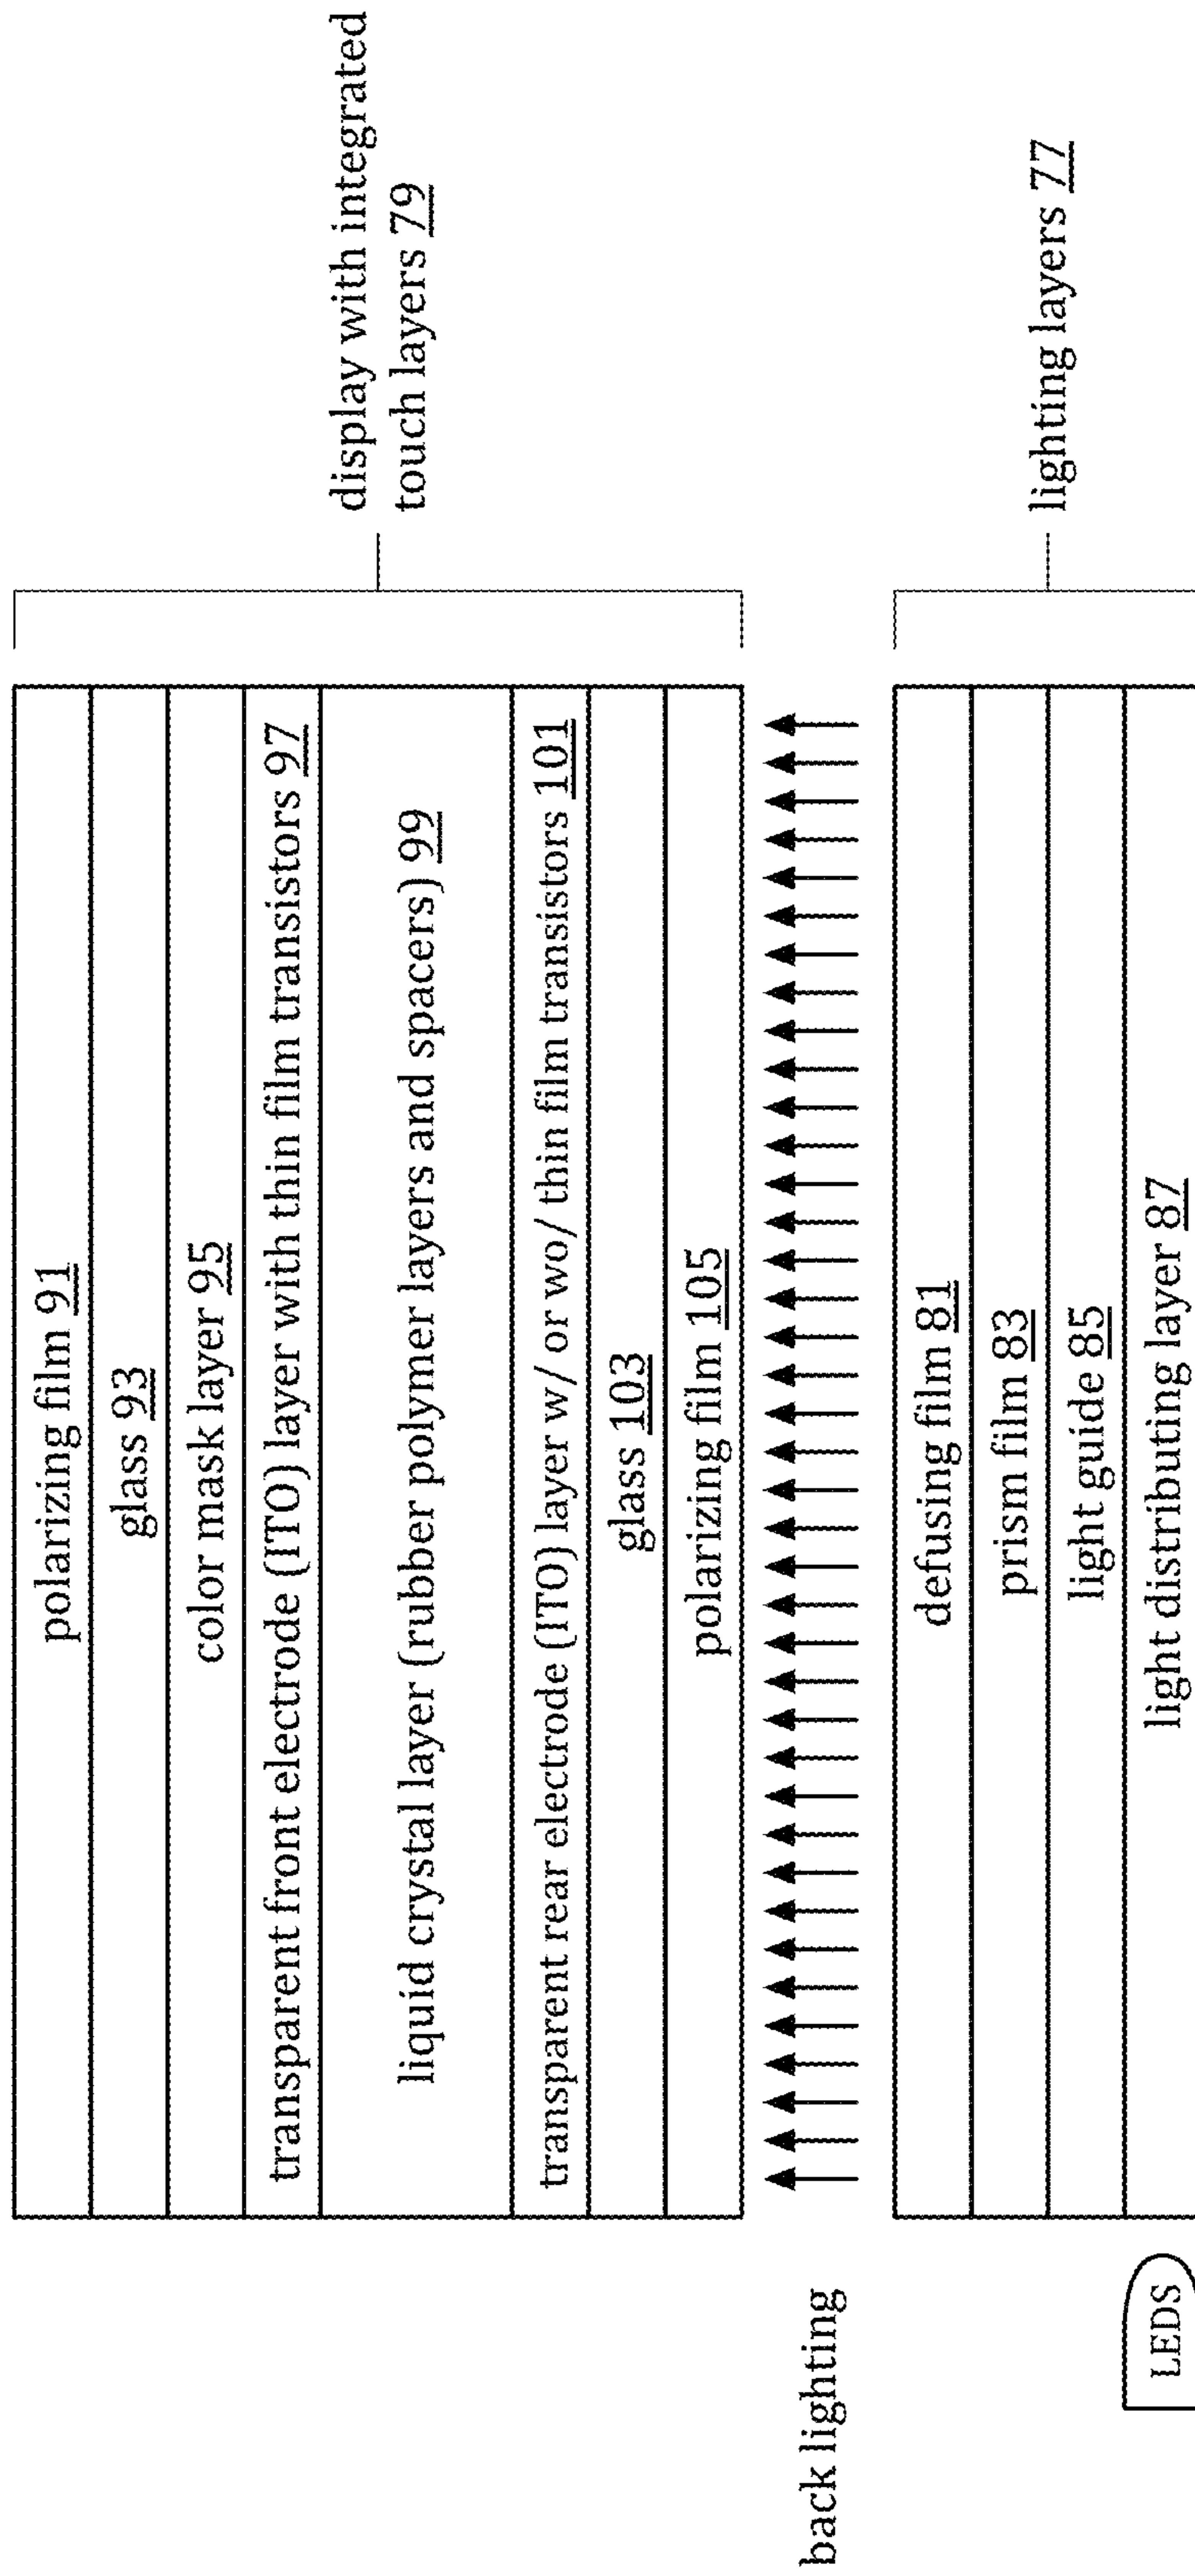 polarizing film 91
glass 93
color mask layer 95
transparent front electrode (ITO) layer with thin film transistors 97
liquid crystal layer (rubber polymer layers and spacers) 99
transparent rear electrode (ITO) layer w/ or wo/ thin film transistors 101
glass 103
polarizing film 105
display with integrated
touch layers 79
back lighting
defusing film 81
prism film 83
light guide 85
light distributing layer 87
lighting layers 77
LEDS